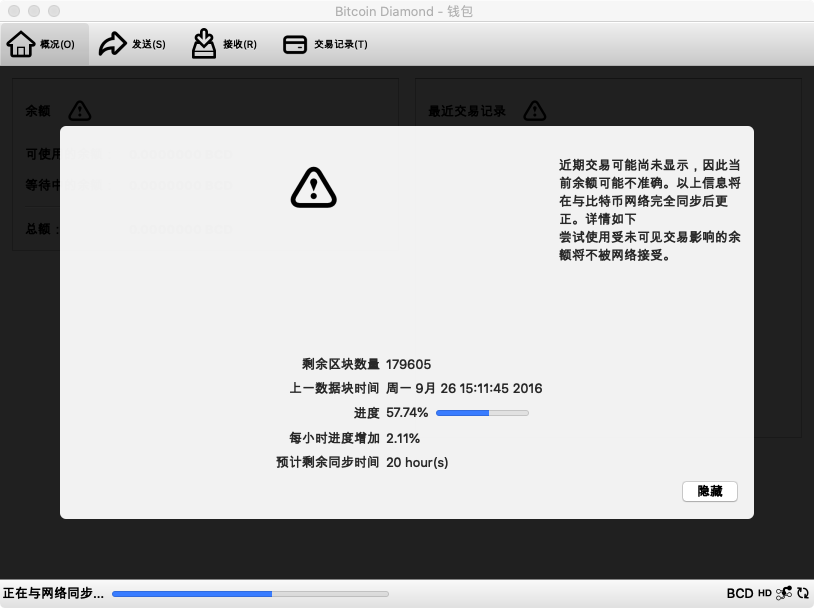 Bitcoin Diamond - 钱包
概况(O)
发送(S)
接收(R)
交易记录(T)
余额
最近交易记录
可使用
等待中
总额：
近期交易可能尚未显示，因此当
前余额可能不准确。以上信息将
在与比特币网络完全同步后更
正。详情如下
尝试使用受未可见交易影响的余
额将不被网络接受。
剩余区块数量 179605
上一数据块时间 周一 9月 26 15:11:45 2016
进度 57.74%
每小时进度增加 2.11%
预计剩余同步时间 20 hour(s)
隐藏
正在与网络同步...
BCD HD